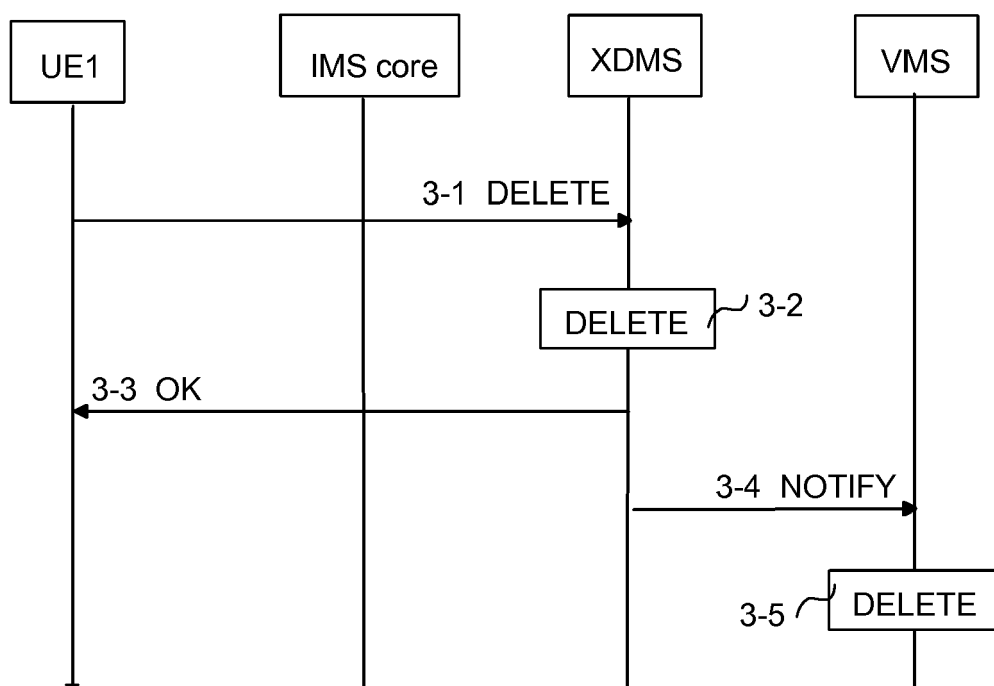 UE1
IMS core
XDMS
VMS
3-1 DELETE
DELETE
3-2
3-3 OK
3-4 NOTIFY
DELETE
3-5